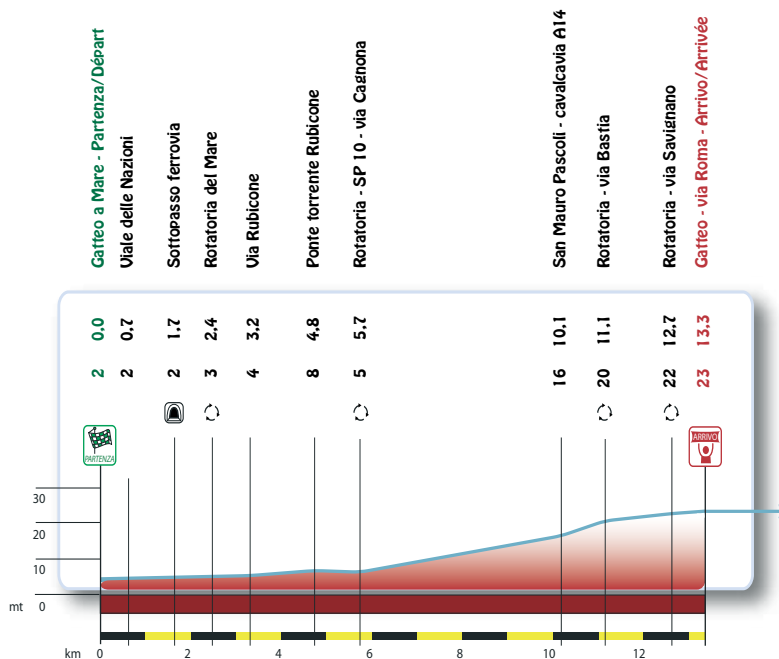 Gatteo a Mare - Partenza/Départ
Viale delle Nazioni
Sottopasso ferrovia
Rotatoria del Mare
Via Rubicone
Ponte torrente Rubicone
Rotatoria - SP 10 - via Cagnona
San Mauro Pascoli - cavalcavia A14
Rotatoria - via Bastia
Rotatoria - via Savignano
Gatteo - via Roma - Arrivo/Arrivée
0.0 0.7 1.7 2.4 3.2 4.8 5.7 10.1 11.1 12.7 13.3
2 2 2 3 4 8 5 16 20 22 23
PARTENZA
ARRIVO
30
20
10
mt 0
km 0 2 4 6 8 10 12